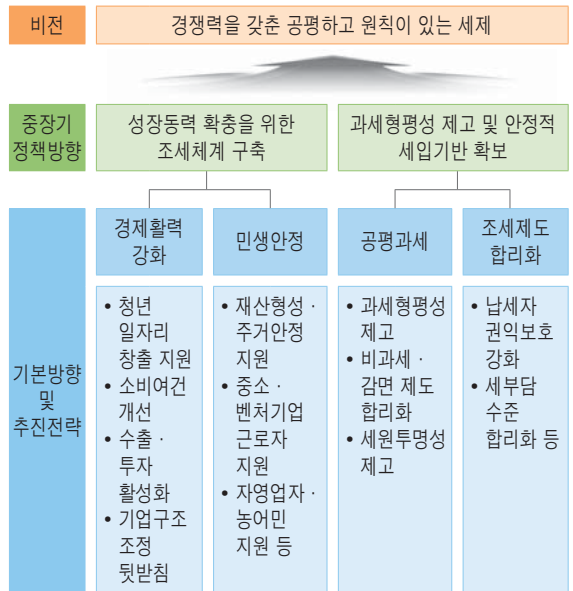 비전
경쟁력을 갖춘 공평하고 원칙이 있는 세제
중장기
정책방향
성장동력 확충을 위한
조세체계 구축
과세형평성 제고 및 안정적
세입기반 확보
기본방향
및
추진전략
경제활력
강화
민생안정
공평과세
조세제도
합리화
• 청년
일자리
창출 지원
• 소비여건
개선
• 수출·
투자
활성화
• 기업구조
조정
뒷받침
• 재산형성·
주거안정
지원
• 중소·
벤처기업
근로자
지원
• 자영업자·
농어민
지원 등
• 과세형평성
제고
• 비과세·
감면 제도
합리화
• 세원투명성
제고
• 납세자
권익보호
강화
• 세부담
수준
합리화 등